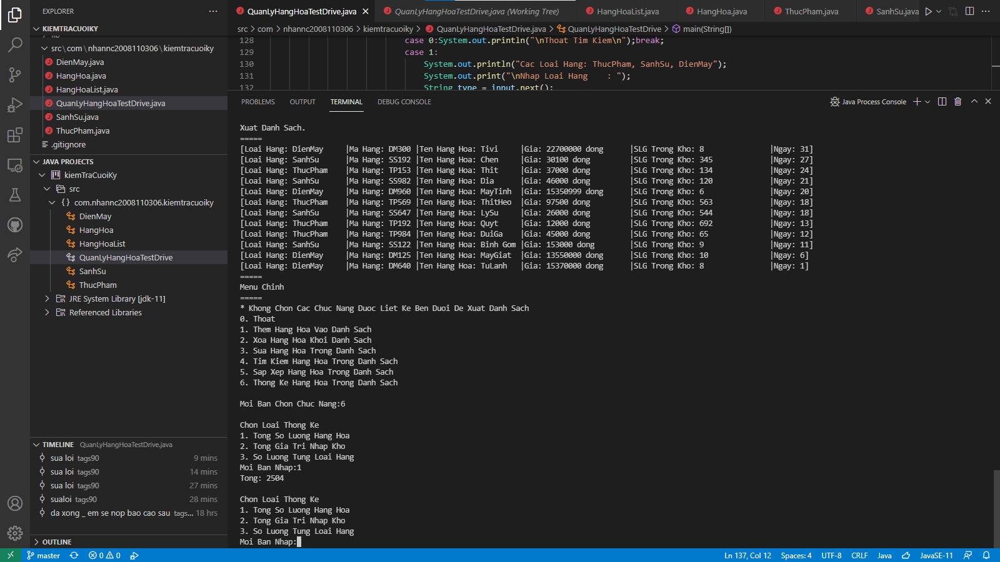 EXPLORER
KIEMTRACUOIKY
lib
src\com\nhannc2008110306\kiemtracuoiky
DienMay.java
HangHoa.java
HangHoaList.java
QuanLyHangHoaTestDrive.java
SanhSu.java
ThucPham.java
.gitignore
JAVA PROJECTS
kiemTraCuoiKy
src
{} com.nhannc2008110306.kiemtracuoiky
DienMay
HangHoa
HangHoaList
QuanLyHangHoaTestDrive
SanhSu
ThucPham
JRE System Library [jdk-11]
Referenced Libraries
TIMELINE QuanLyHangHoaTestDrive.java
sua loi tags90 9 mins
sua loi tags90 14 mins
sua loi tags90 27 mins
sualoi tags90 28 mins
da xong _ em se nop bao cao sau tags... 18 hrs
OUTLINE
QuanLyHangHoaTestDrive.java QuanLyHangHoaTestDrive.java (Working Tree) HangHoaList.java HangHoa.java ThucPham.java SanhSu.java
src > com > nhannc2008110306 > kiemtracuoiky > QuanLyHangHoaTestDrive.java > QuanLyHangHoaTestDrive > main(String[])
128 case 0:System.out.println("\nThoat Tim Kiem\n");break;
129 case 1:
130 System.out.println("Cac Loai Hang: ThucPham, SanhSu, DienMay");
131 System.out.print("\nNhap Loai Hang    : ");
132 String type = input.next();
PROBLEMS OUTPUT TERMINAL DEBUG CONSOLE Java Process Console
Xuat Danh Sach.
=====
[Loai Hang: DienMay     |Ma Hang: DM300 |Ten Hang Hoa: Tivi     |Gia: 22700000 dong      |SLG Trong Kho: 8               |Ngay: 31]
[Loai Hang: SanhSu      |Ma Hang: SS192 |Ten Hang Hoa: Chen     |Gia: 30100 dong         |SLG Trong Kho: 345             |Ngay: 27]
[Loai Hang: ThucPham    |Ma Hang: TP153 |Ten Hang Hoa: Thit     |Gia: 37000 dong         |SLG Trong Kho: 134             |Ngay: 24]
[Loai Hang: SanhSu      |Ma Hang: SS982 |Ten Hang Hoa: Dia      |Gia: 46000 dong         |SLG Trong Kho: 120             |Ngay: 21]
[Loai Hang: DienMay     |Ma Hang: DM960 |Ten Hang Hoa: MayTinh  |Gia: 15350999 dong      |SLG Trong Kho: 6               |Ngay: 20]
[Loai Hang: ThucPham    |Ma Hang: TP569 |Ten Hang Hoa: ThitHeo  |Gia: 97500 dong         |SLG Trong Kho: 563             |Ngay: 18]
[Loai Hang: SanhSu      |Ma Hang: SS647 |Ten Hang Hoa: LySu     |Gia: 26000 dong         |SLG Trong Kho: 544             |Ngay: 18]
[Loai Hang: ThucPham    |Ma Hang: TP192 |Ten Hang Hoa: Quyt     |Gia: 12000 dong         |SLG Trong Kho: 692             |Ngay: 13]
[Loai Hang: ThucPham    |Ma Hang: TP984 |Ten Hang Hoa: DuiGa    |Gia: 45000 dong         |SLG Trong Kho: 65              |Ngay: 12]
[Loai Hang: SanhSu      |Ma Hang: SS122 |Ten Hang Hoa: Binh Gom |Gia: 153000 dong        |SLG Trong Kho: 9               |Ngay: 11]
[Loai Hang: DienMay     |Ma Hang: DM125 |Ten Hang Hoa: MayGiat  |Gia: 13550000 dong      |SLG Trong Kho: 10              |Ngay: 6]
[Loai Hang: DienMay     |Ma Hang: DM640 |Ten Hang Hoa: TuLanh   |Gia: 15370000 dong      |SLG Trong Kho: 8               |Ngay: 1]
=====
Menu Chinh
=====
* Khong Chon Cac Chuc Nang Duoc Liet Ke Ben Duoi De Xuat Danh Sach
0. Thoat
1. Them Hang Hoa Vao Danh Sach
2. Xoa Hang Hoa Khoi Danh Sach
3. Sua Hang Hoa Trong Danh Sach
4. Tim Kiem Hang Hoa Trong Danh Sach
5. Sap Xep Hang Hoa Trong Danh Sach
6. Thong Ke Hang Hoa Trong Danh Sach
Moi Ban Chon Chuc Nang:6
Chon Loai Thong Ke
1. Tong So Luong Hang Hoa
2. Tong Gia Tri Nhap Kho
3. So Luong Tung Loai Hang
Moi Ban Nhap:1
Tong: 2504
Chon Loai Thong Ke
1. Tong So Luong Hang Hoa
2. Tong Gia Tri Nhap Kho
3. So Luong Tung Loai Hang
Moi Ban Nhap:
master 0 0 Ln 137, Col 12 Spaces: 4 UTF-8 CRLF Java JavaSE-11